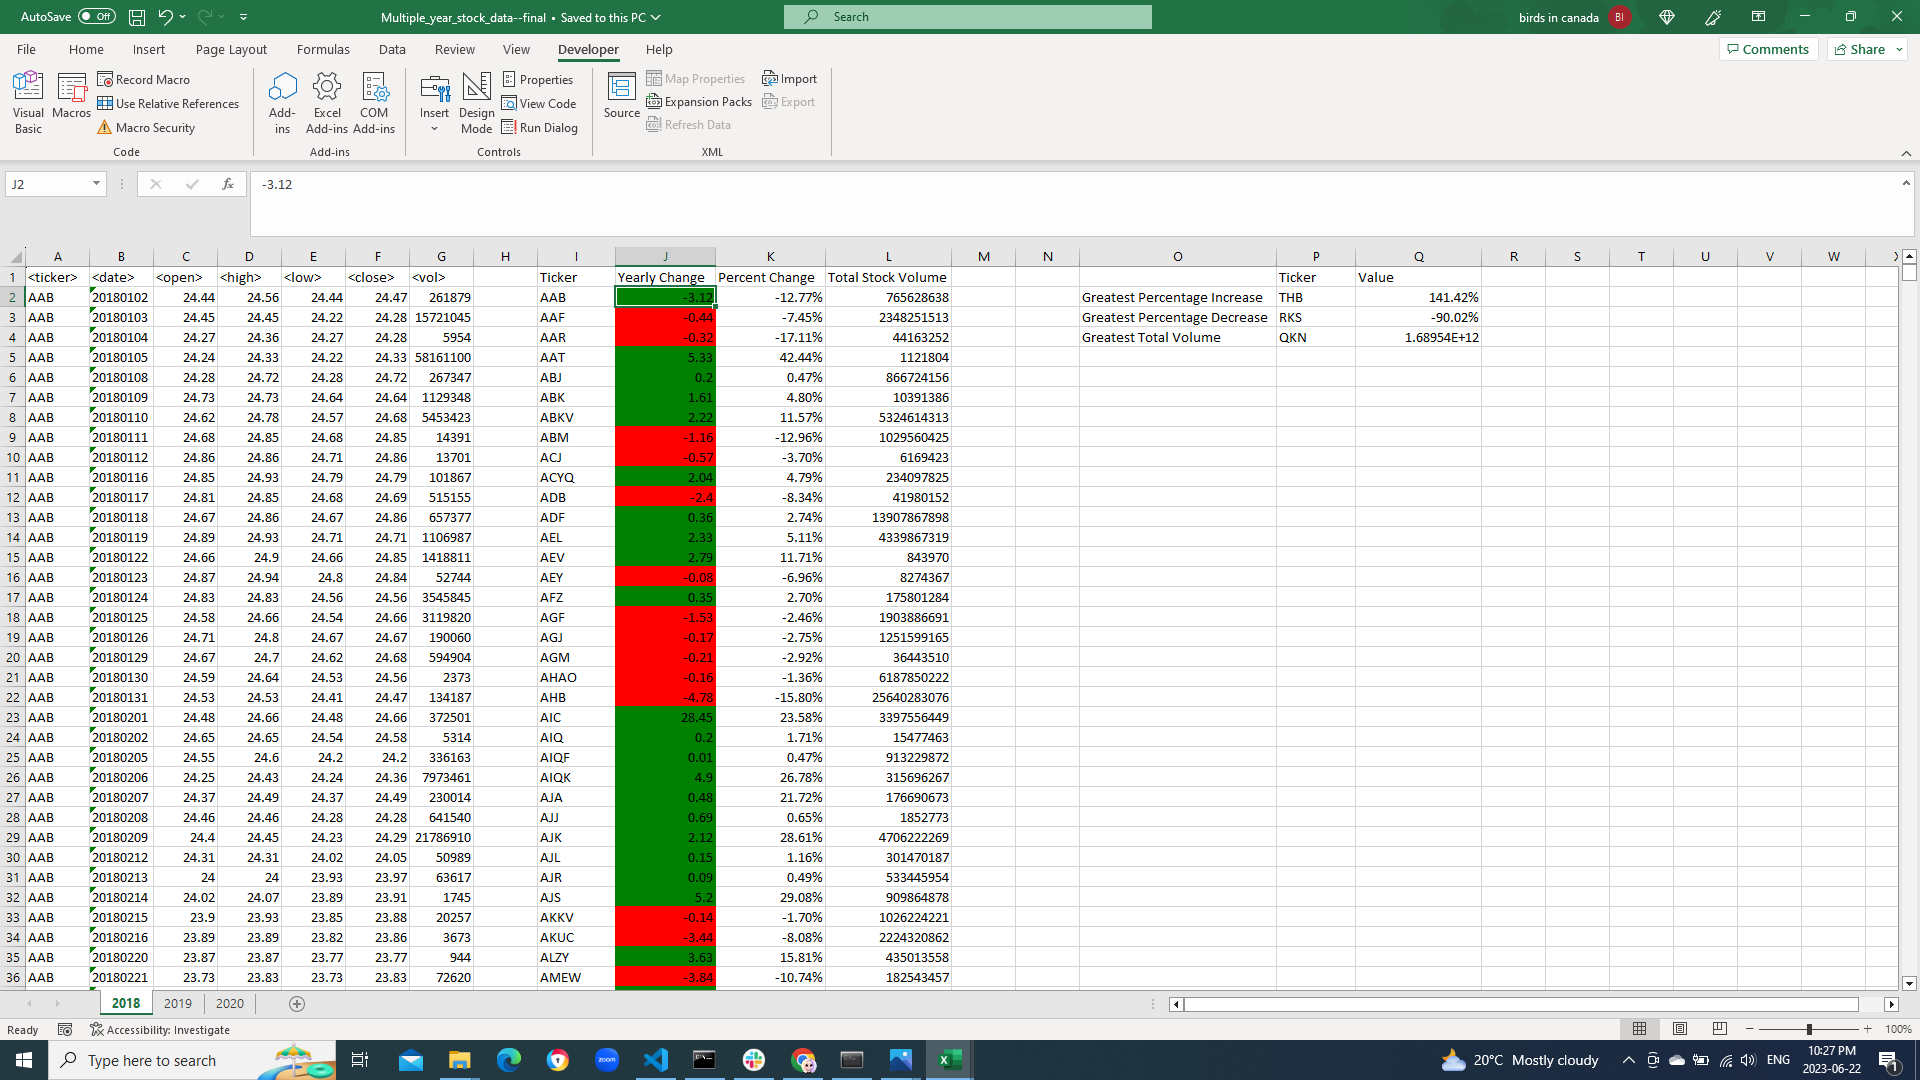 AutoSave Off Multiple_year_stock_data--final • Saved to this PC Search birds in canada BI
File Home Insert Page Layout Formulas Data Review View Developer Help Comments Share
Visual Basic Macros Record Macro Use Relative References Macro Security Code
Add-ins Excel Add-ins COM Add-ins Add-ins
Insert Design Mode Properties View Code Run Dialog Controls
Source Map Properties Expansion Packs Refresh Data Import Export XML
J2 fx -3.12
A B C D E F G H I J K L M N O P Q R S T U V W
1 <ticker> <date> <open> <high> <low> <close> <vol> Ticker Yearly Change Percent Change Total Stock Volume Ticker Value
2 AAB 20180102 24.44 24.56 24.44 24.47 261879 AAB -3.12 -12.77% 765628638 Greatest Percentage Increase THB 141.42%
3 AAB 20180103 24.45 24.45 24.22 24.28 15721045 AAF -0.44 -7.45% 2348251513 Greatest Percentage Decrease RKS -90.02%
4 AAB 20180104 24.27 24.36 24.27 24.28 5954 AAR -0.32 -17.11% 44163252 Greatest Total Volume QKN 1.68954E+12
5 AAB 20180105 24.24 24.33 24.22 24.33 58161100 AAT 5.33 42.44% 1121804
6 AAB 20180108 24.28 24.72 24.28 24.72 267347 ABJ 0.2 0.47% 866724156
7 AAB 20180109 24.73 24.73 24.64 24.64 1129348 ABK 1.61 4.80% 10391386
8 AAB 20180110 24.62 24.78 24.57 24.68 5453423 ABKV 2.22 11.57% 5324614313
9 AAB 20180111 24.68 24.85 24.68 24.85 14391 ABM -1.16 -12.96% 1029560425
10 AAB 20180112 24.86 24.86 24.71 24.86 13701 ACJ -0.57 -3.70% 6169423
11 AAB 20180116 24.85 24.93 24.79 24.79 101867 ACYQ 2.04 4.79% 234097825
12 AAB 20180117 24.81 24.85 24.68 24.69 515155 ADB -2.4 -8.34% 41980152
13 AAB 20180118 24.67 24.86 24.67 24.86 657377 ADF 0.36 2.74% 13907867898
14 AAB 20180119 24.89 24.93 24.71 24.71 1106987 AEL 2.33 5.11% 4339867319
15 AAB 20180122 24.66 24.9 24.66 24.85 1418811 AEV 2.79 11.71% 843970
16 AAB 20180123 24.87 24.94 24.8 24.84 52744 AEY -0.08 -6.96% 8274367
17 AAB 20180124 24.83 24.83 24.56 24.56 3545845 AFZ 0.35 2.70% 175801284
18 AAB 20180125 24.58 24.66 24.54 24.66 3119820 AGF -1.53 -2.46% 1903886691
19 AAB 20180126 24.71 24.8 24.67 24.67 190060 AGJ -0.17 -2.75% 1251599165
20 AAB 20180129 24.67 24.7 24.62 24.68 594904 AGM -0.21 -2.92% 36443510
21 AAB 20180130 24.59 24.64 24.53 24.56 2373 AHAO -0.16 -1.36% 6187850222
22 AAB 20180131 24.53 24.53 24.41 24.47 134187 AHB -4.78 -15.80% 25640283076
23 AAB 20180201 24.48 24.66 24.48 24.66 372501 AIC 28.45 23.58% 3397556449
24 AAB 20180202 24.65 24.65 24.54 24.58 5314 AIQ 0.2 1.71% 15477463
25 AAB 20180205 24.55 24.6 24.2 24.2 336163 AIQF 0.01 0.47% 913229872
26 AAB 20180206 24.25 24.43 24.24 24.36 7973461 AIQK 4.9 26.78% 315696267
27 AAB 20180207 24.37 24.49 24.37 24.49 230014 AJA 0.48 21.72% 176690673
28 AAB 20180208 24.46 24.46 24.28 24.28 641540 AJJ 0.69 0.65% 1852773
29 AAB 20180209 24.4 24.45 24.23 24.29 21786910 AJK 2.12 28.61% 4706222269
30 AAB 20180212 24.31 24.31 24.02 24.05 50989 AJL 0.15 1.16% 301470187
31 AAB 20180213 24 24 23.93 23.97 63617 AJR 0.09 0.49% 533445954
32 AAB 20180214 24.02 24.07 23.89 23.91 1745 AJS 5.2 29.08% 909864878
33 AAB 20180215 23.9 23.93 23.85 23.88 20257 AKKV -0.14 -1.70% 1026224221
34 AAB 20180216 23.89 23.89 23.82 23.86 3673 AKUC -3.44 -8.08% 2224320862
35 AAB 20180220 23.87 23.87 23.77 23.77 944 ALZY 3.63 15.81% 435013558
36 AAB 20180221 23.73 23.83 23.73 23.83 72620 AMEW -3.84 -10.74% 182543457
2018 2019 2020
Ready Accessibility: Investigate 100%
Type here to search zoom 20°C Mostly cloudy ENG 10:27 PM
2023-06-22 1